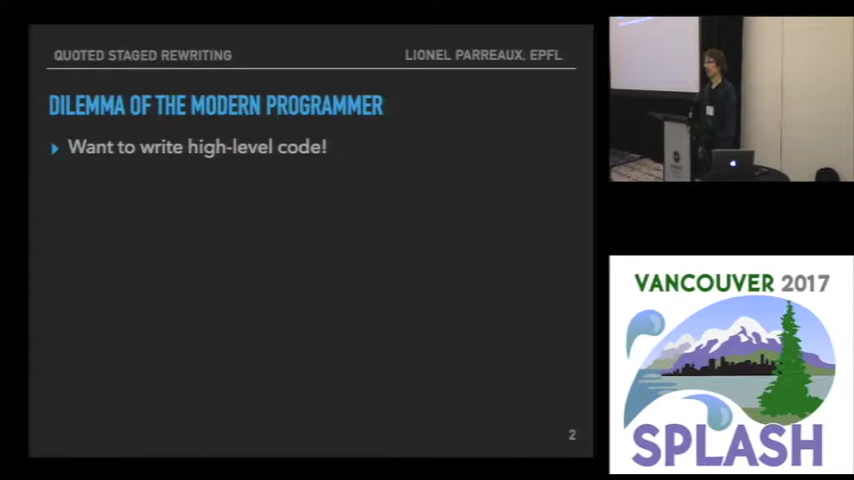 QUOTED STAGED REWRITING
LIONEL PARREAUX, EPFL
DILEMMA OF THE MODERN PROGRAMMER
Want to write high-level code!
2
VANCOUVER 2017
SPLASH